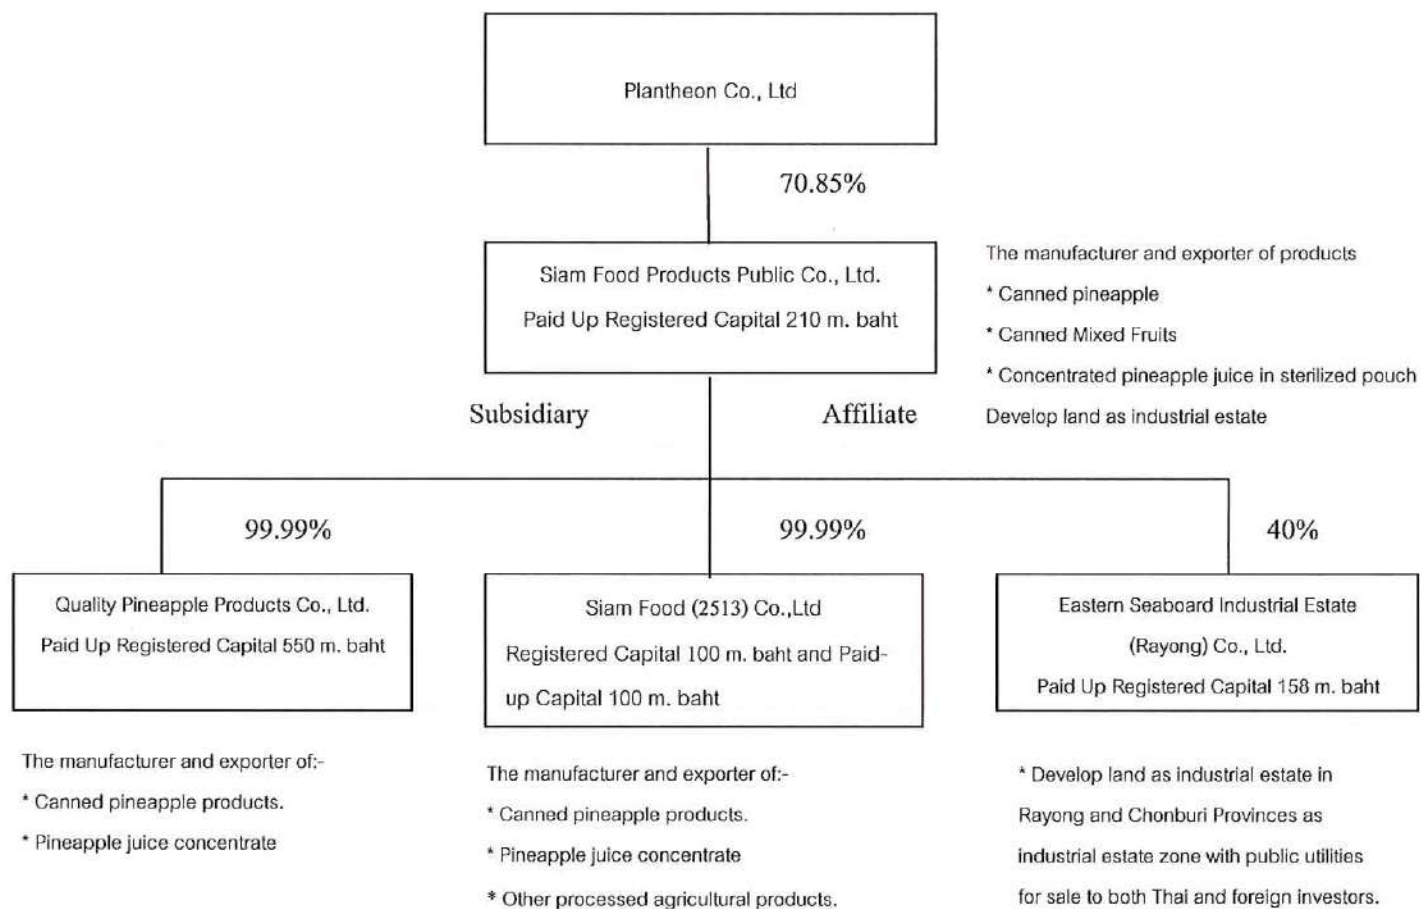 Plantheon Co., Ltd
70.85%
Siam Food Products Public Co., Ltd.
Paid Up Registered Capital 210 m. baht
The manufacturer and exporter of products
* Canned pineapple
* Canned Mixed Fruits
* Concentrated pineapple juice in sterilized pouch
Develop land as industrial estate
Subsidiary
Affiliate
99.99%
99.99%
40%
Quality Pineapple Products Co., Ltd.
Paid Up Registered Capital 550 m. baht
Siam Food (2513) Co.,Ltd
Registered Capital 100 m. baht and Paid-
up Capital 100 m. baht
Eastern Seaboard Industrial Estate
(Rayong) Co., Ltd.
Paid Up Registered Capital 158 m. baht
The manufacturer and exporter of:-
* Canned pineapple products.
* Pineapple juice concentrate
The manufacturer and exporter of:-
* Canned pineapple products.
* Pineapple juice concentrate
* Other processed agricultural products.
* Develop land as industrial estate in
Rayong and Chonburi Provinces as
industrial estate zone with public utilities
for sale to both Thai and foreign investors.